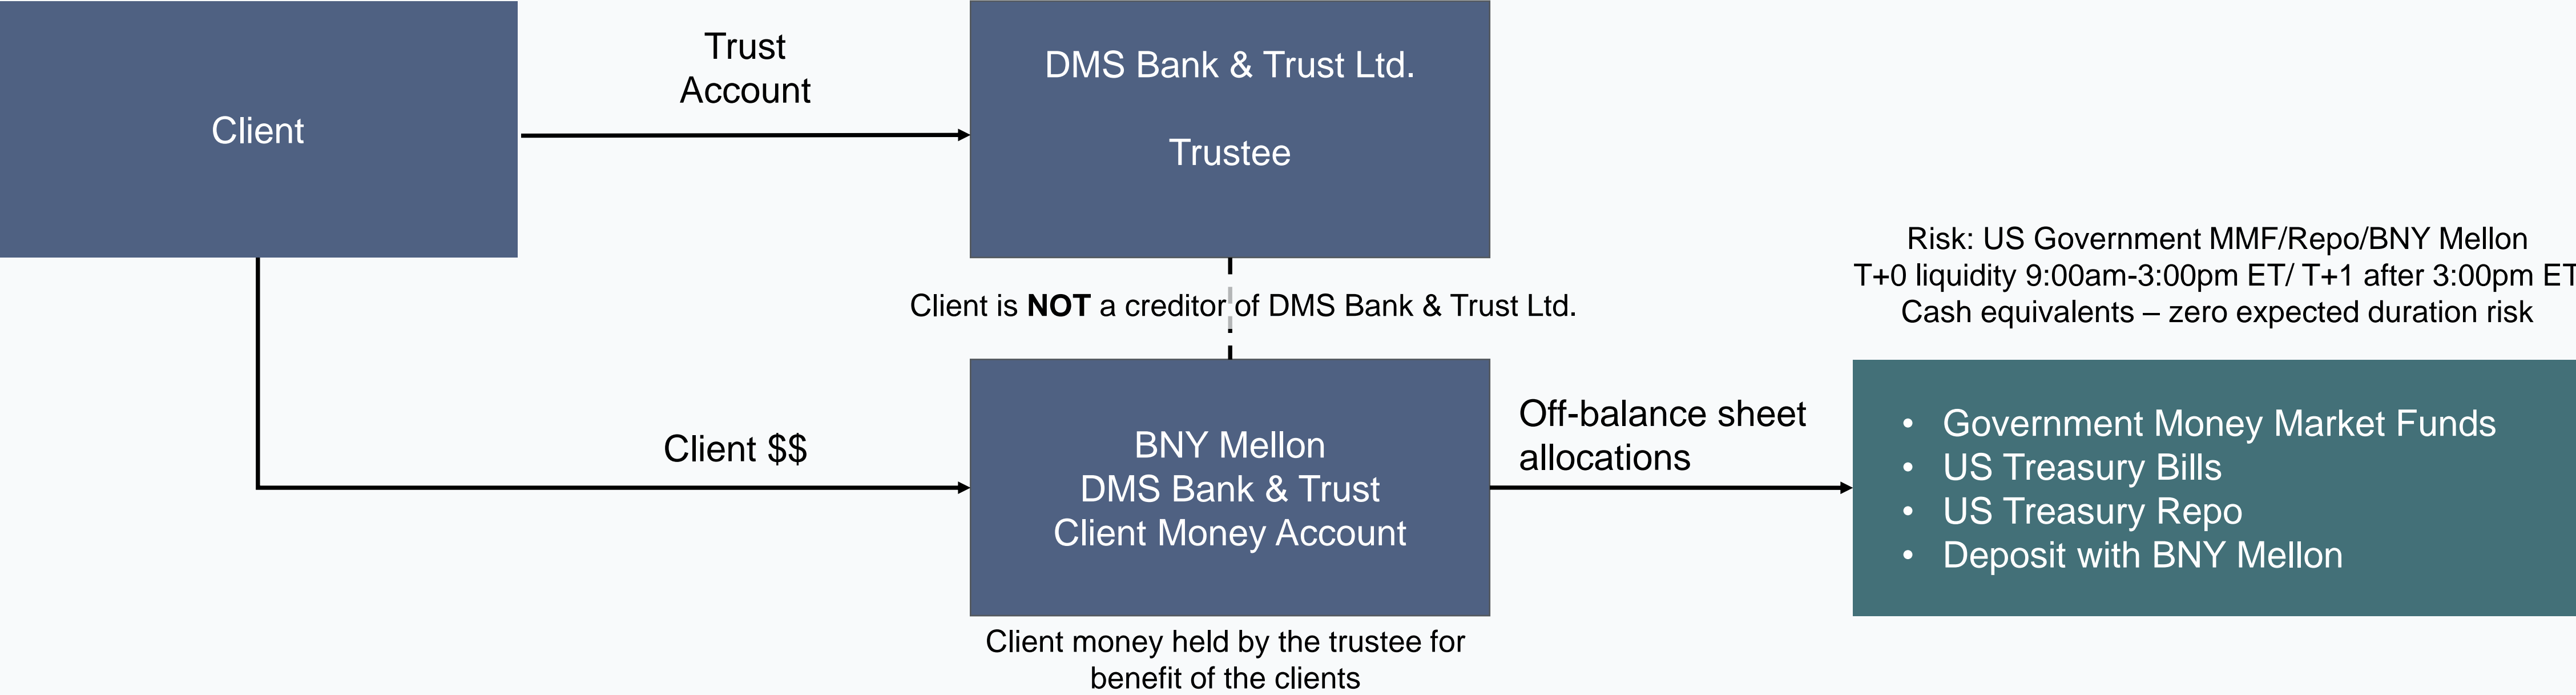 Trust
Account
Client
DMS Bank & Trust Ltd.
Trustee
Client is NOT a creditor of DMS Bank & Trust Ltd.
Risk: US Government MMF/Repo/BNY Mellon
T+0 liquidity 9:00am-3:00pm ET/ T+1 after 3:00pm ET
Cash equivalents – zero expected duration risk
Client $$
BNY Mellon
DMS Bank & Trust
Client Money Account
Off-balance sheet
allocations
• Government Money Market Funds
• US Treasury Bills
• US Treasury Repo
• Deposit with BNY Mellon
Client money held by the trustee for
benefit of the clients